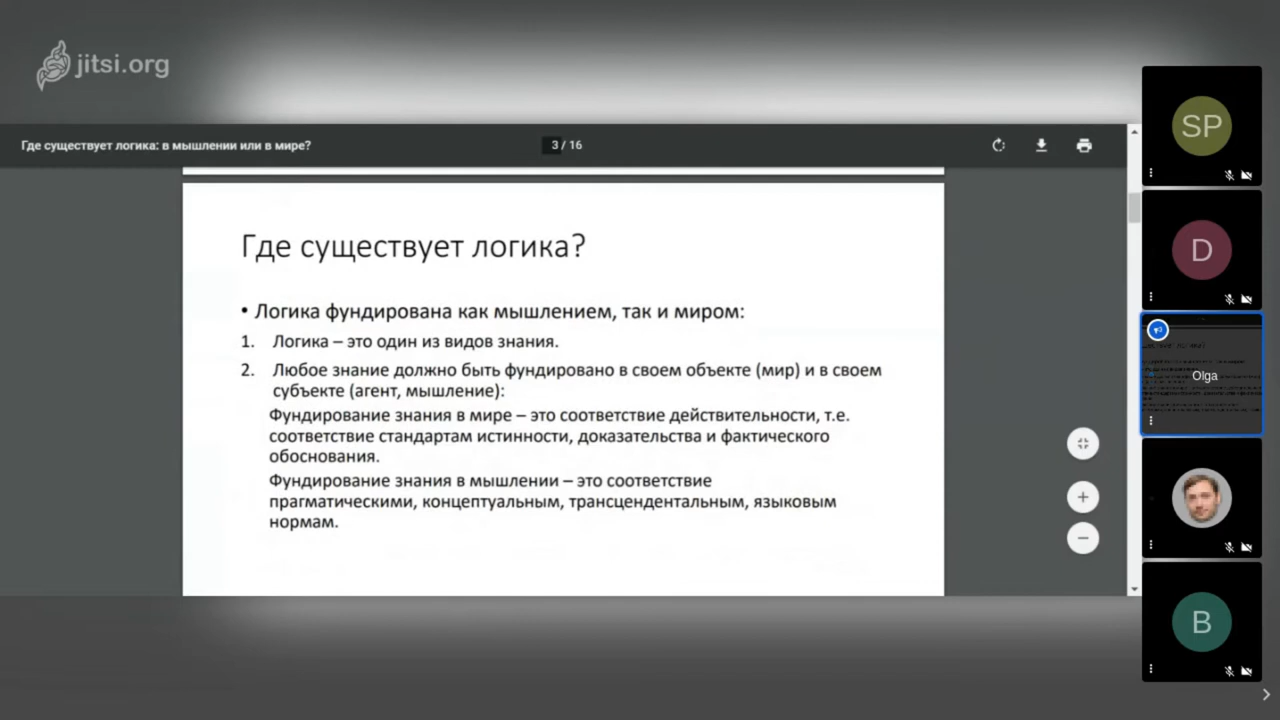 jitsi.org
Где существует логика: в мышлении или в мире?
3 / 16
Где существует логика?
• Логика фундирована как мышлением, так и миром:
1. Логика – это один из видов знания.
2. Любое знание должно быть фундировано в своем объекте (мир) и в своем
субъекте (агент, мышление):
Фундирование знания в мире – это соответствие действительности, т.е.
соответствие стандартам истинности, доказательства и фактического
обоснования.
Фундирование знания в мышлении – это соответствие
прагматическими, концептуальным, трансцендентальным, языковым
нормам.
SP
D
Olga
B